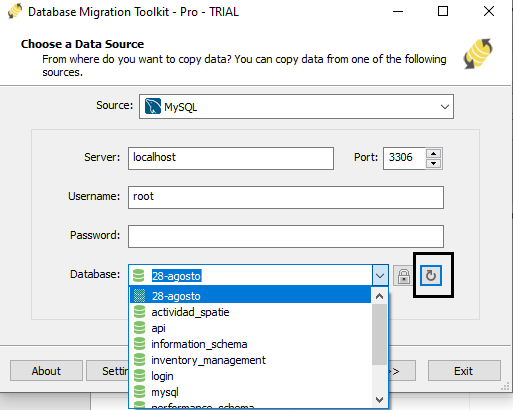 Database Migration Toolkit - Pro - TRIAL
Choose a Data Source
From where do you want to copy data? You can copy data from one of the following
sources.
Source: MySQL
Server: localhost Port: 3306
Username: root
Password:
Database: 28-agosto
28-agosto
actividad_spatie
api
information_schema
inventory_management
login
mysql
performance_schema
About Settin >> Exit